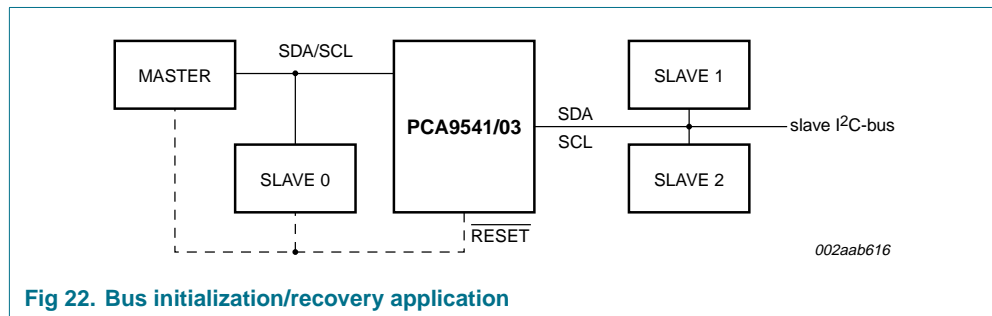 SDA/SCL
MASTER
SLAVE 0
PCA9541/03
RESET
SDA
SCL
SLAVE 1
SLAVE 2
slave I²C-bus
002aab616
Fig 22. Bus initialization/recovery application